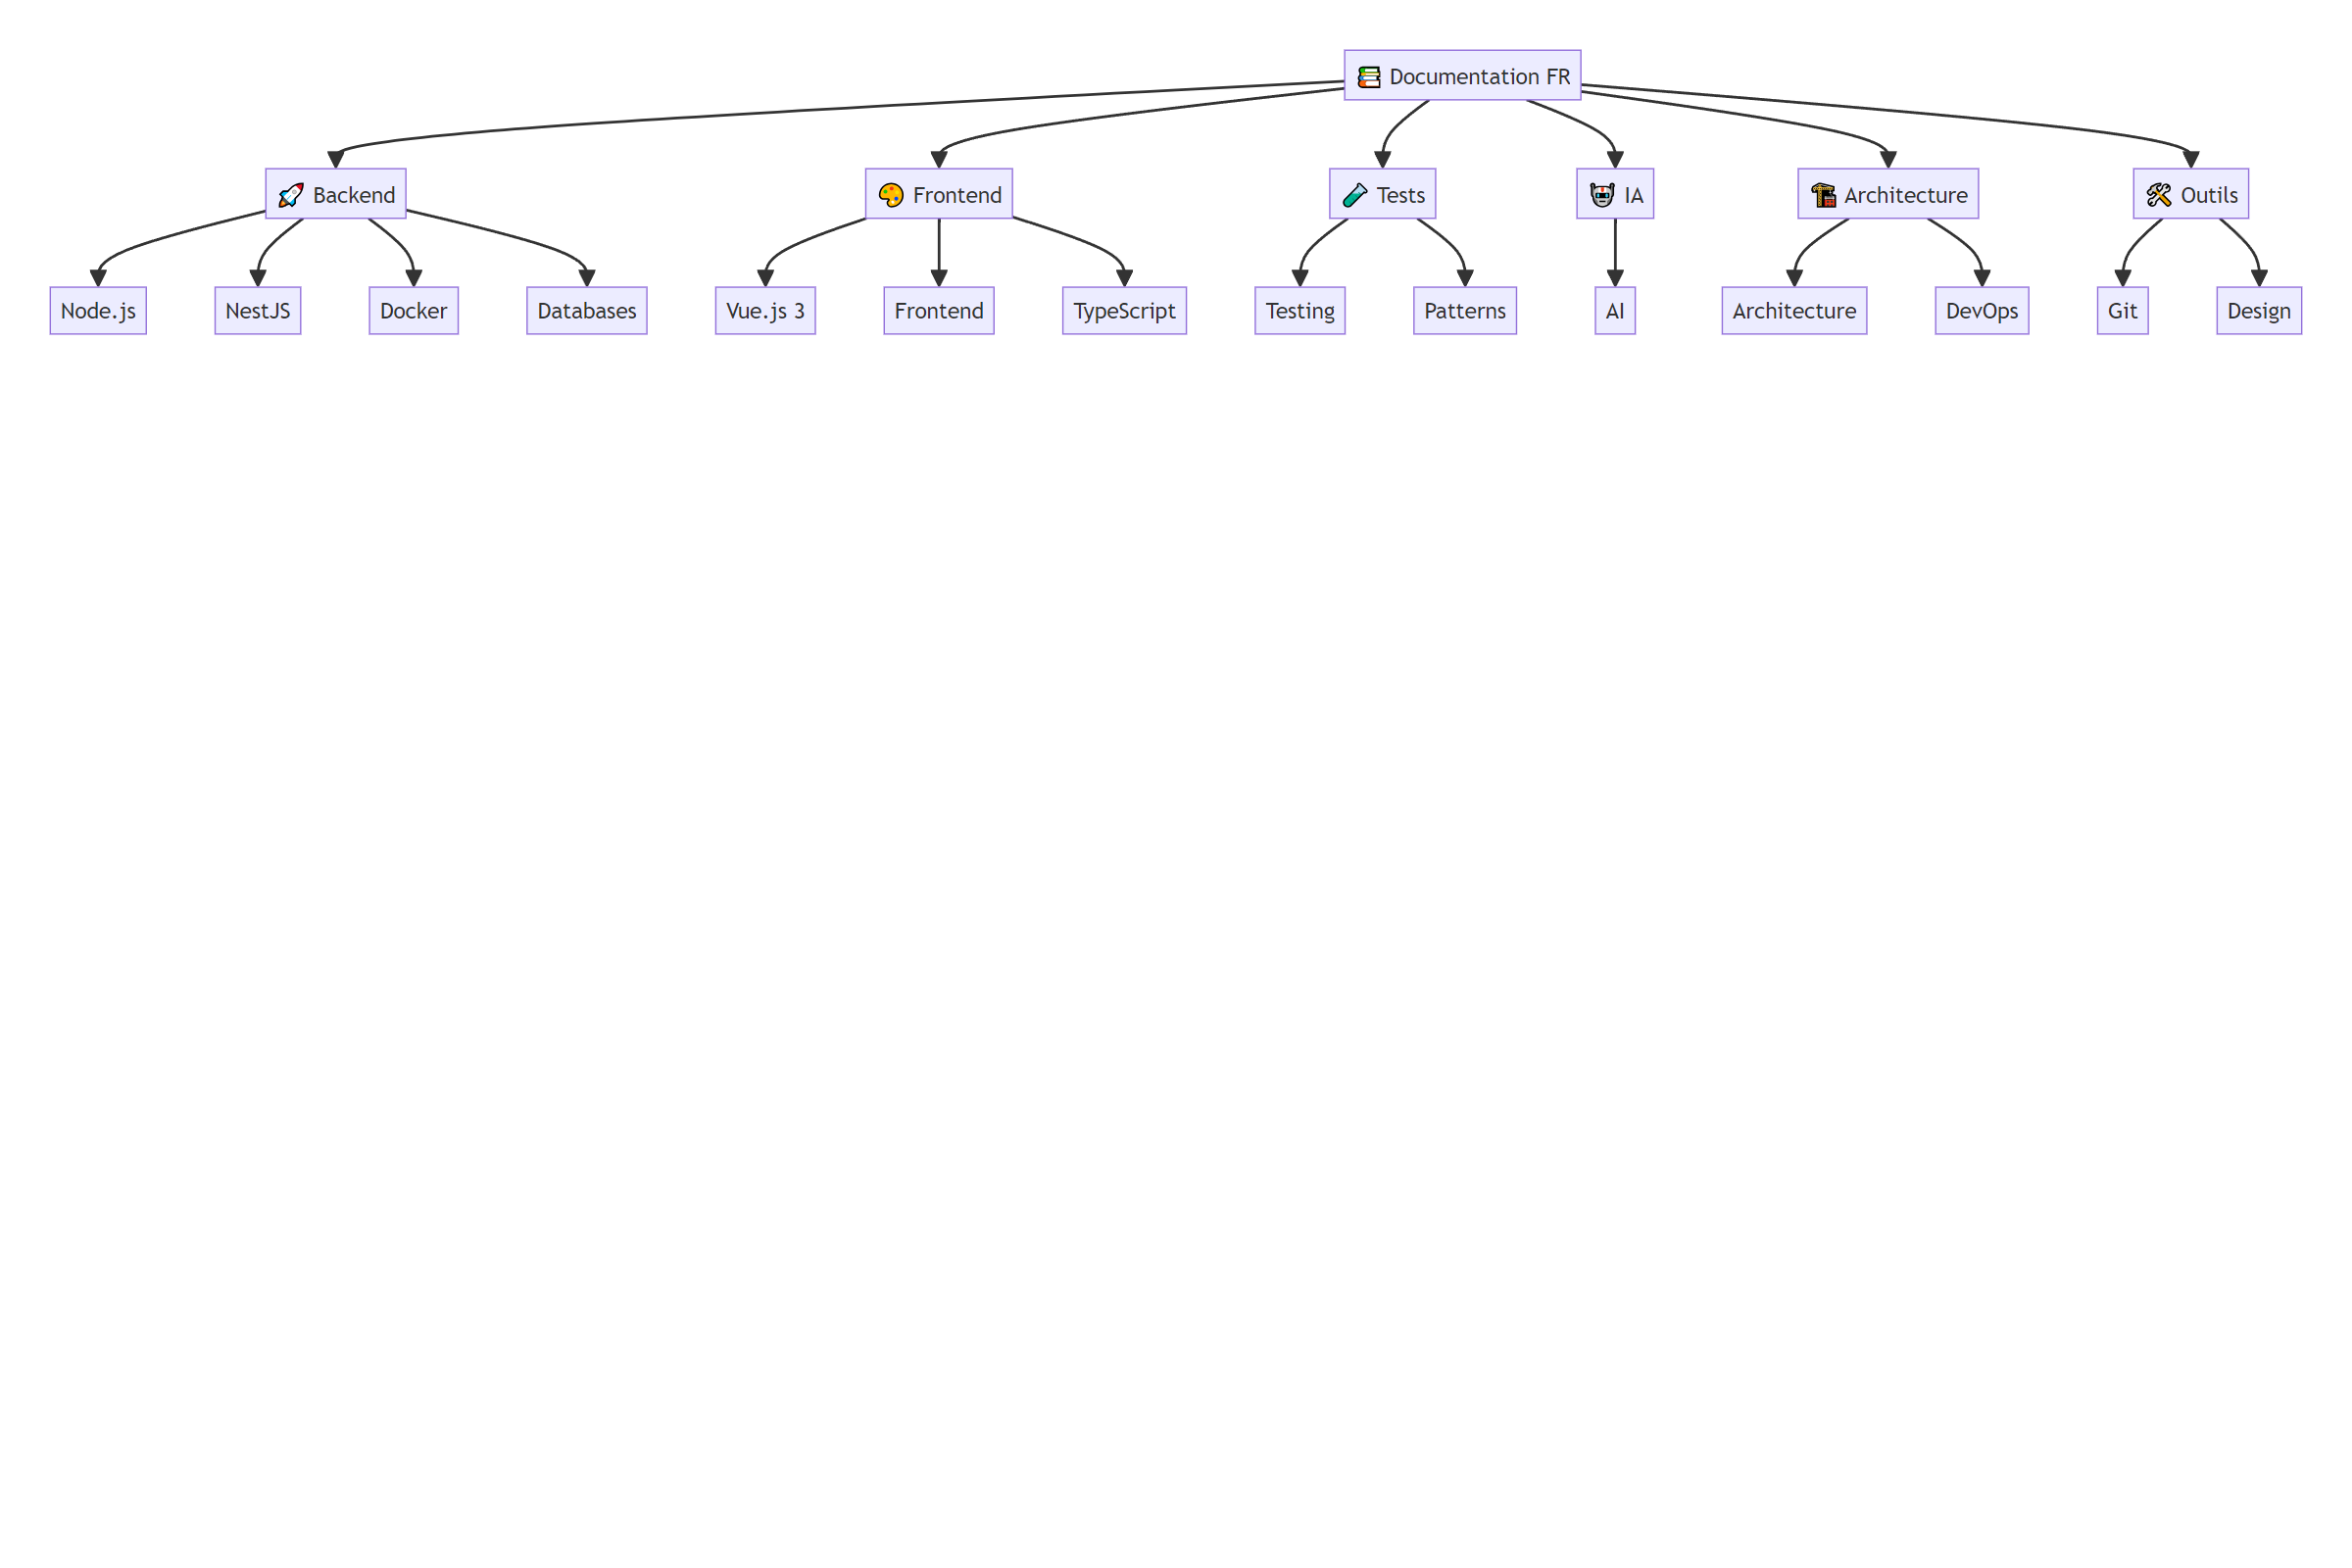 📚 Documentation FR
🚀 Backend
🎨 Frontend
🧪 Tests
🤖 IA
🏗️ Architecture
🛠️ Outils
Node.js
NestJS
Docker
Databases
Vue.js 3
Frontend
TypeScript
Testing
Patterns
AI
Architecture
DevOps
Git
Design